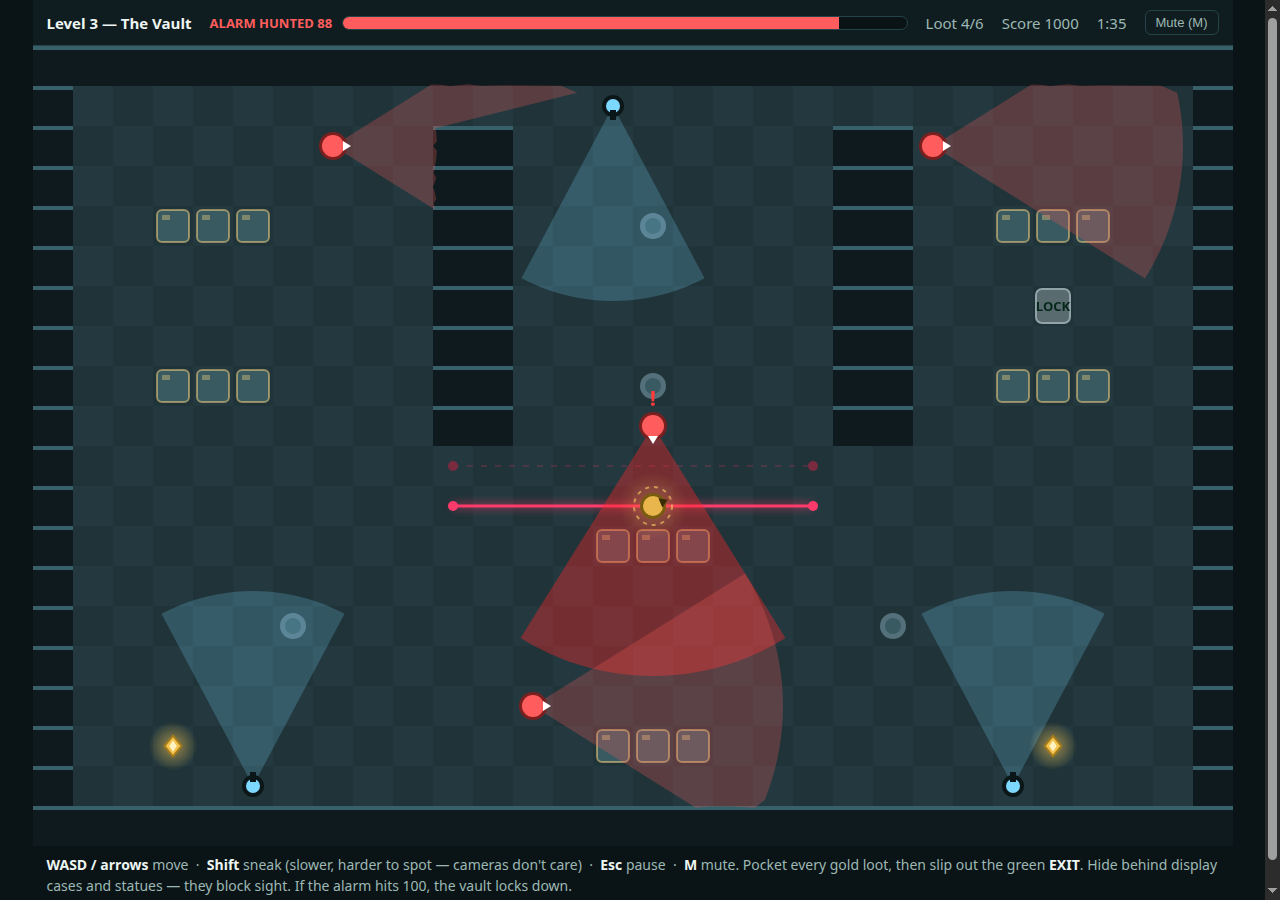 Level 3 — The Vault ALARM HUNTED 88 Loot 4/6 Score 1000 1:35 Mute (M)
LOCK
!
WASD / arrows move · Shift sneak (slower, harder to spot — cameras don't care) · Esc pause · M mute. Pocket every gold loot, then slip out the green EXIT. Hide behind display
cases and statues — they block sight. If the alarm hits 100, the vault locks down.